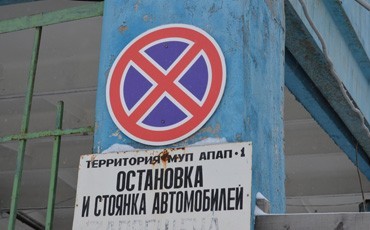 ТЕРРИТОРИЯ МУП АПАП-1
ОСТАНОВКА
И СТОЯНКА АВТОМОБИЛЕЙ